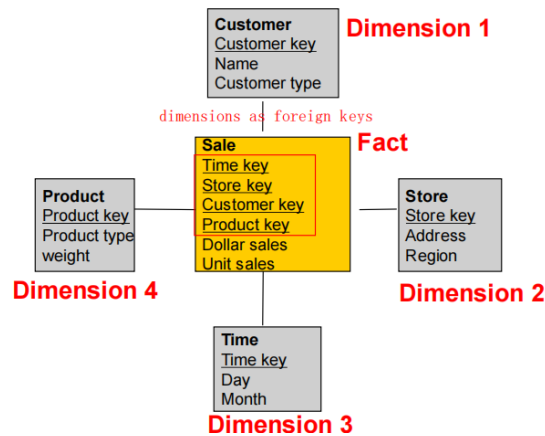 Customer
Customer key
Name
Customer type
Dimension 1
dimensions as foreign keys
Sale
Time key
Store key
Customer key
Product key
Dollar sales
Unit sales
Fact
Product
Product key
Product type
weight
Dimension 4
Store
Store key
Address
Region
Dimension 2
Time
Time key
Day
Month
Dimension 3